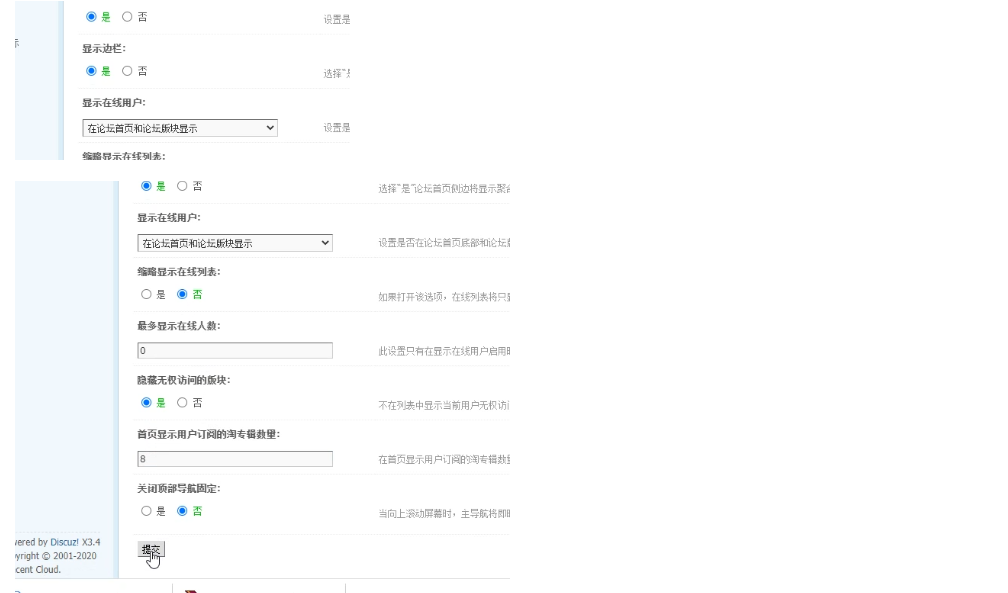 是 否 设置是
显示边栏:
是 否 选择"是
显示在线用户:
在论坛首页和论坛版块显示 设置是
缩略显示在线列表:
是 否 选择"是"论坛首页侧边将显示聚合
显示在线用户:
在论坛首页和论坛版块显示 设置是否在论坛首页底部和论坛
缩略显示在线列表:
是 否 如果打开该选项，在线列表将只
最多显示在线人数:
0 此设置只有在显示在线用户启用时
隐藏无权访问的版块:
是 否 不在列表中显示当前用户无权访
首页显示用户订阅的淘专辑数量:
8 在首页显示用户订阅的淘专辑数量
关闭顶部导航固定:
是 否 当向上滚动屏幕时，主导航将即
提交
wered by Discuz! X3.4
pyright © 2001-2020
cent Cloud.